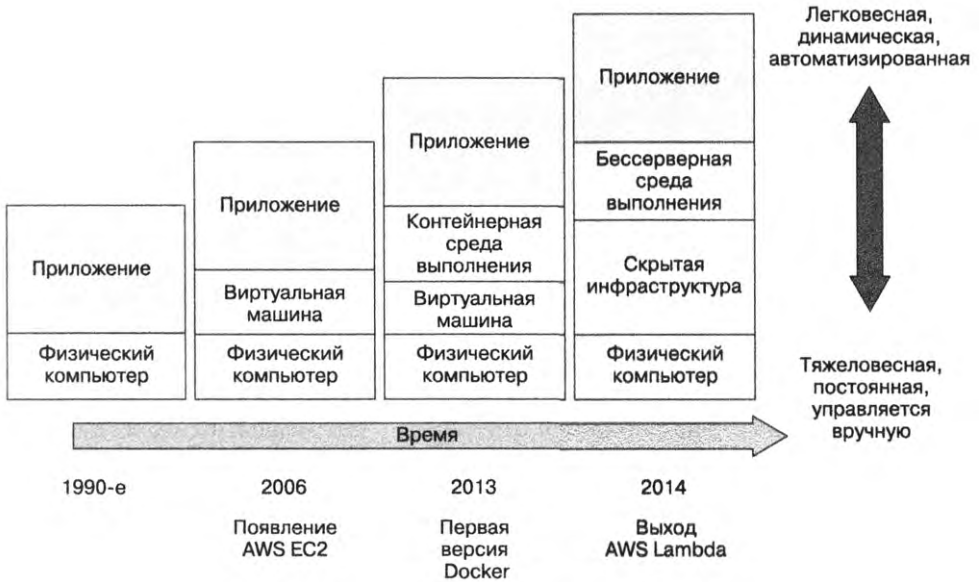 Приложение
Физический
компьютер
Приложение
Виртуальная
машина
Физический
компьютер
Приложение
Контейнерная
среда
выполнения
Виртуальная
машина
Физический
компьютер
Приложение
Бессерверная
среда
выполнения
Скрытая
инфраструктура
Физический
компьютер
Легковесная,
динамическая,
автоматизированная
Тяжеловесная,
постоянная,
управляется
вручную
Время
1990-е
2006
Появление
AWS EC2
2013
Первая
версия
Docker
2014
Выход
AWS Lambda